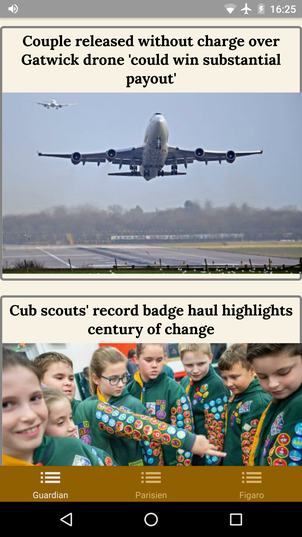 16:25
Couple released without charge over
Gatwick drone 'could win substantial
payout'
Cub scouts' record badge haul highlights
century of change
Guardian
Parisien
Figaro